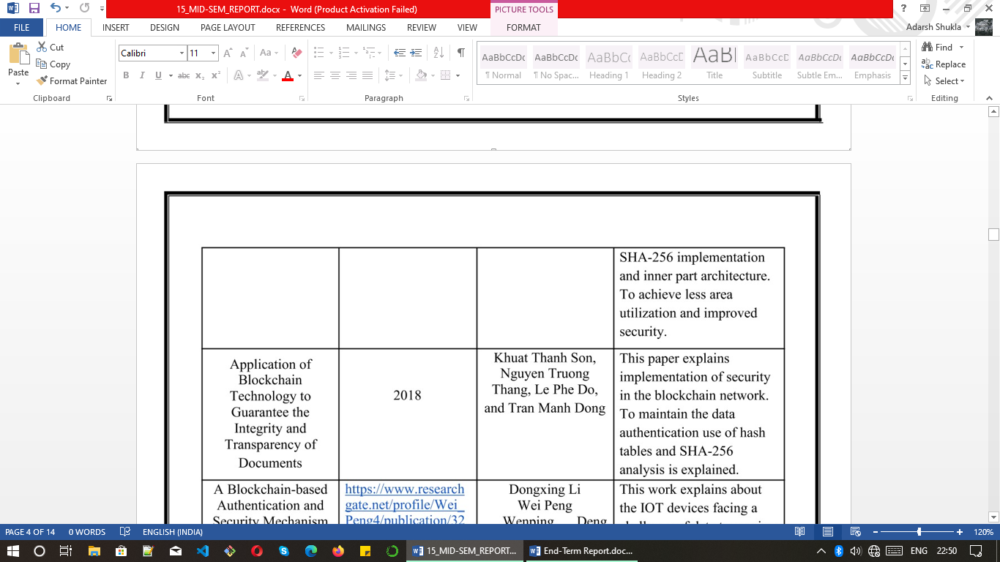 15_MID-SEM_REPORT.docx - Word (Product Activation Failed)
PICTURE TOOLS
?
FILE HOME INSERT DESIGN PAGE LAYOUT REFERENCES MAILINGS REVIEW VIEW FORMAT
Adarsh Shukla
Paste
Cut
Copy
Format Painter
Clipboard
Calibri 11
Aa
B I U abc x₂ x²
Font
Paragraph
AaBbCcDc
¶ Normal
AaBbCcDc
¶ No Spac...
AaBbCc
Heading 1
AaBbCcD
Heading 2
AaBl
Title
AaBbCcD
Subtitle
AaBbCcDc
Subtle Em...
AaBbCcDc
Emphasis
Styles
Find
Replace
Select
Editing
SHA-256 implementation
and inner part architecture.
To achieve less area
utilization and improved
security.
Application of
Blockchain
Technology to
Guarantee the
Integrity and
Transparency of
Documents
2018
Khuat Thanh Son,
Nguyen Truong
Thang, Le Phe Do,
and Tran Manh Dong
This paper explains
implementation of security
in the blockchain network.
To maintain the data
authentication use of hash
tables and SHA-256
analysis is explained.
A Blockchain-based
Authentication and
Security Mechanism
https://www.research
gate.net/profile/Wei_
Peng4/publication/32
Dongxing Li
Wei Peng
Wenping Deng
This work explains about
the IOT devices facing a
PAGE 4 OF 14 0 WORDS ENGLISH (INDIA)
120%
15_MID-SEM_REPORT...
End-Term Report.doc...
ENG 22:50